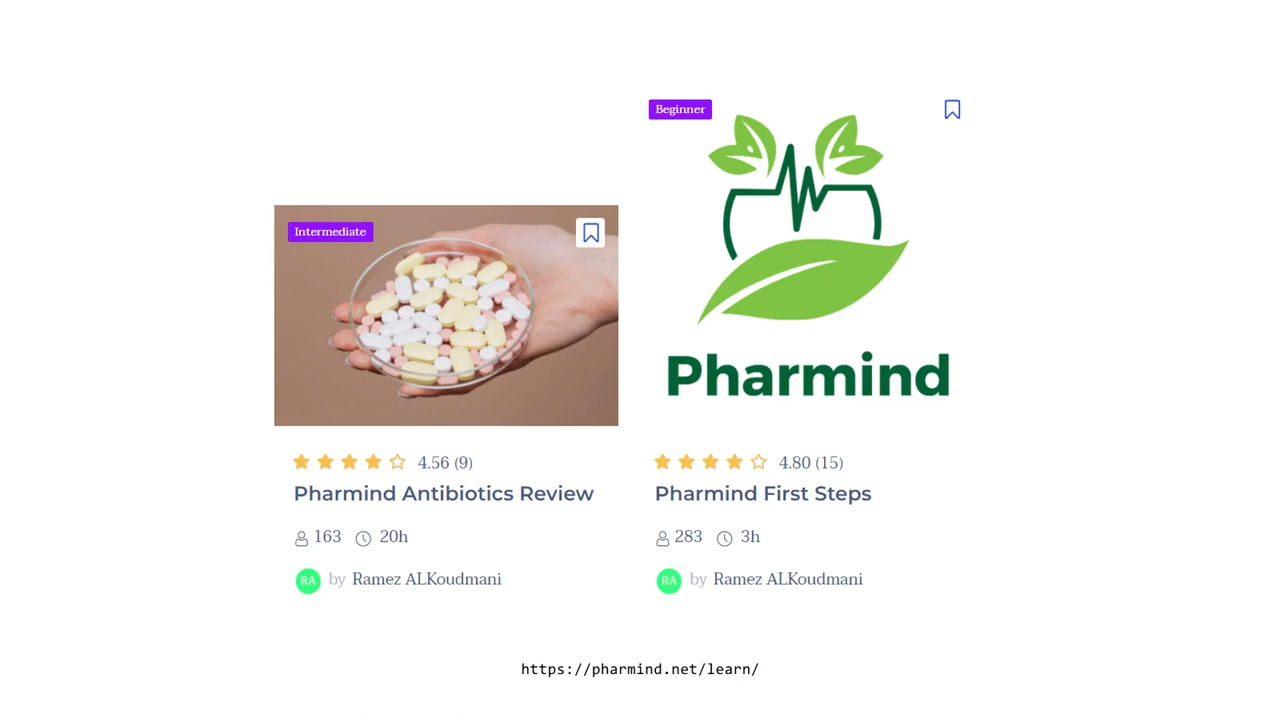 Intermediate
4.56 (9)
Pharmind Antibiotics Review
163 20h
RA by Ramez ALKoudmani
Beginner
Pharmind
4.80 (15)
Pharmind First Steps
283 3h
RA by Ramez ALKoudmani
https://pharmind.net/learn/